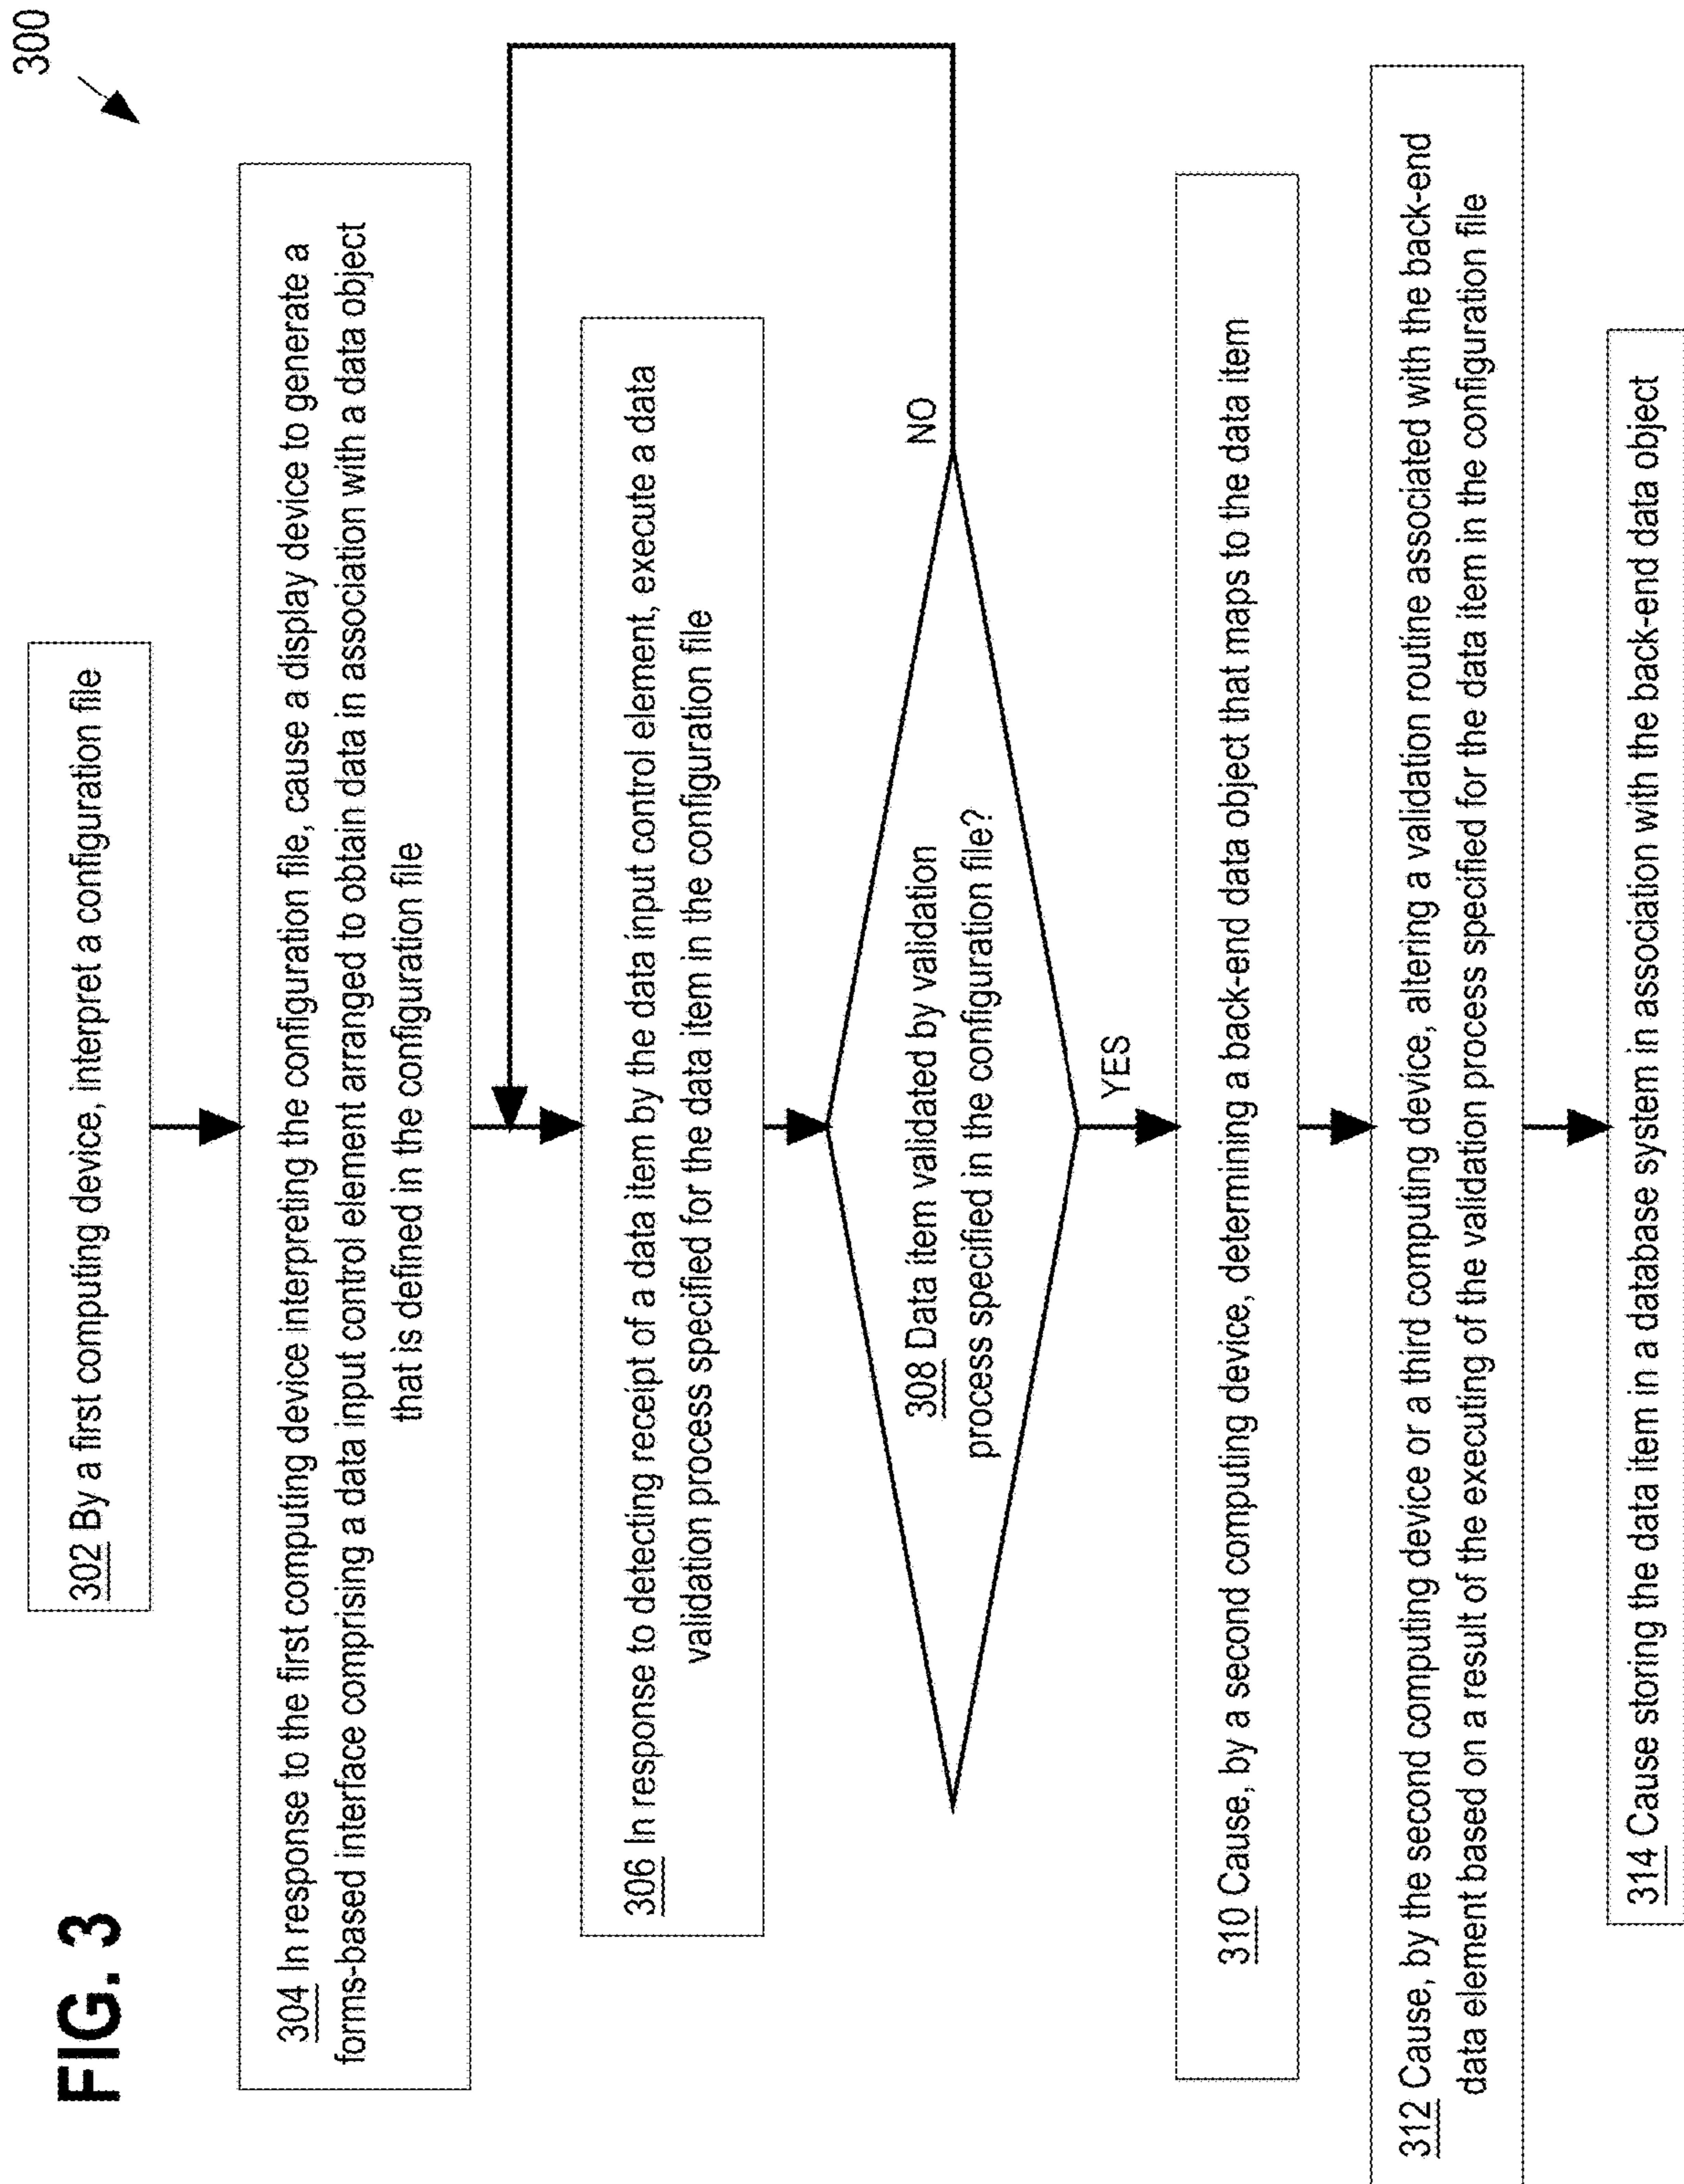 FIG. 3
300
302 By a first computing device, interpret a configuration file
304 In response to the first computing device interpreting the configuration file, cause a display device to generate a
forms-based interface comprising a data input control element arranged to obtain data in association with a data object
that is defined in the configuration file
306 In response to detecting receipt of a data item by the data input control element, execute a data
validation process specified for the data item in the configuration file
308 Data item validated by validation
process specified in the configuration file?
NO
YES
310 Cause, by a second computing device, determining a back-end data object that maps to the data item
312 Cause, by the second computing device or a third computing device, altering a validation routine associated with the back-end
data element based on a result of the executing of the validation process specified for the data item in the configuration file
314 Cause storing the data item in a database system in association with the back-end data object